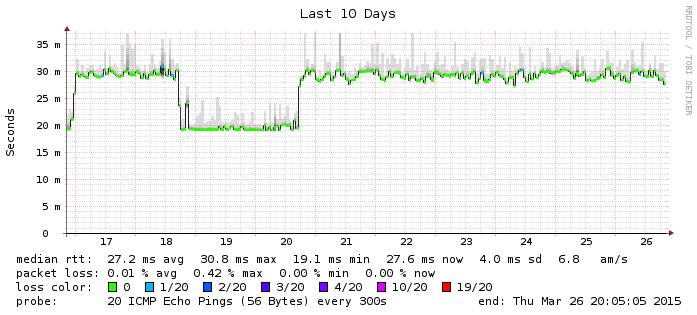 Last 10 Days
RRDTOOL / TOBI OETIKER
Seconds
35 m
30 m
25 m
20 m
15 m
10 m
5 m
0
17 18 19 20 21 22 23 24 25 26
median rtt: 27.2 ms avg 30.8 ms max 19.1 ms min 27.6 ms now 4.0 ms sd 6.8 am/s
packet loss: 0.01 % avg 0.42 % max 0.00 % min 0.00 % now
loss color: 0 1/20 2/20 3/20 4/20 10/20 19/20
probe: 20 ICMP Echo Pings (56 Bytes) every 300s end: Thu Mar 26 20:05:05 2015